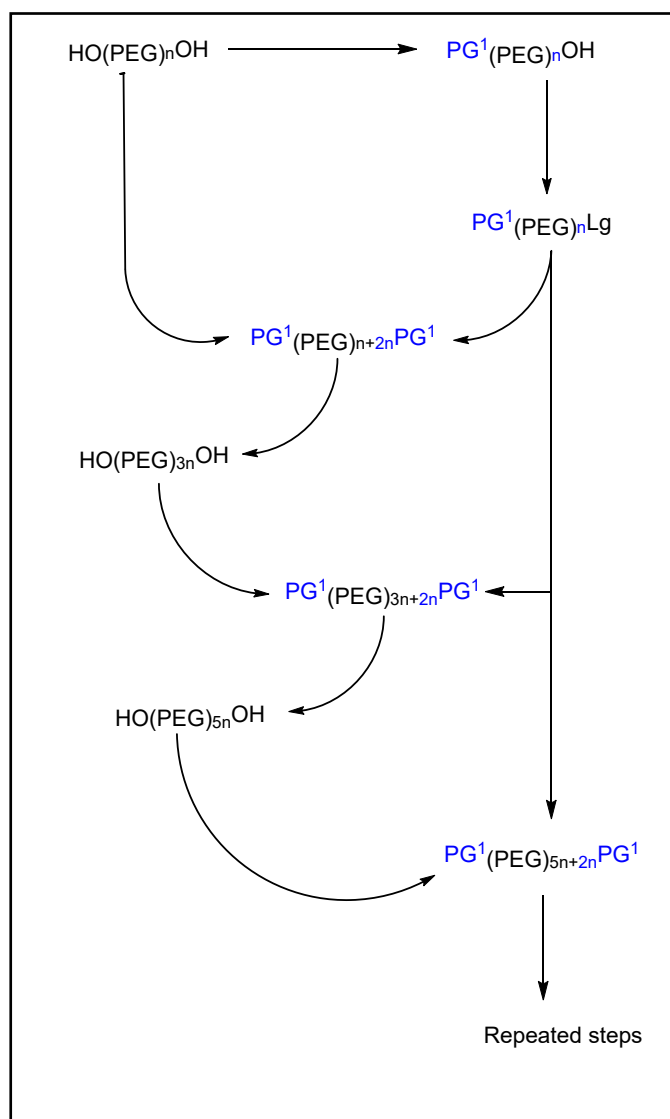 HO(PEG)nOH
PG¹(PEG)nOH
PG¹(PEG)nLg
PG¹(PEG)n+2nPG¹
HO(PEG)3nOH
PG¹(PEG)3n+2nPG¹
HO(PEG)5nOH
PG¹(PEG)5n+2nPG¹
Repeated steps